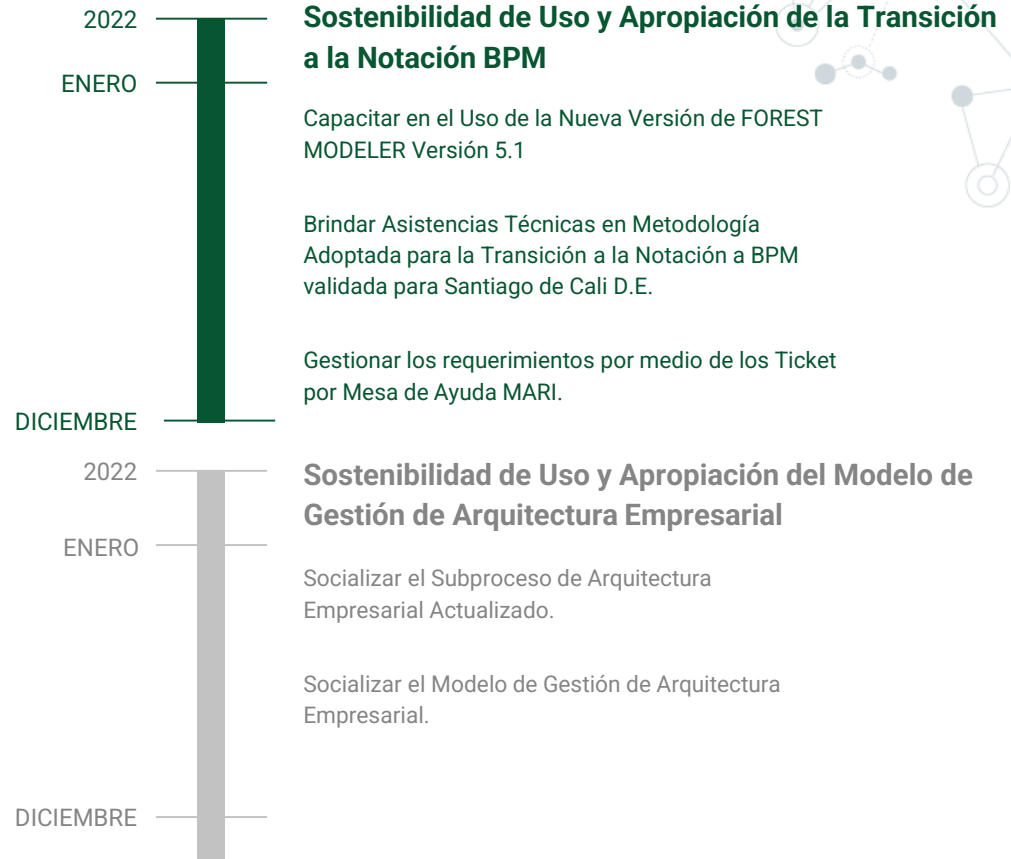 2022
Sostenibilidad de Uso y Apropiación de la Transición
a la Notación BPM
ENERO
Capacitar en el Uso de la Nueva Versión de FOREST
MODELER Versión 5.1
Brindar Asistencias Técnicas en Metodología
Adoptada para la Transición a la Notación a BPM
validada para Santiago de Cali D.E.
Gestionar los requerimientos por medio de los Ticket
por Mesa de Ayuda MARI.
DICIEMBRE
2022
Sostenibilidad de Uso y Apropiación del Modelo de
Gestión de Arquitectura Empresarial
ENERO
Socializar el Subproceso de Arquitectura
Empresarial Actualizado.
Socializar el Modelo de Gestión de Arquitectura
Empresarial.
DICIEMBRE